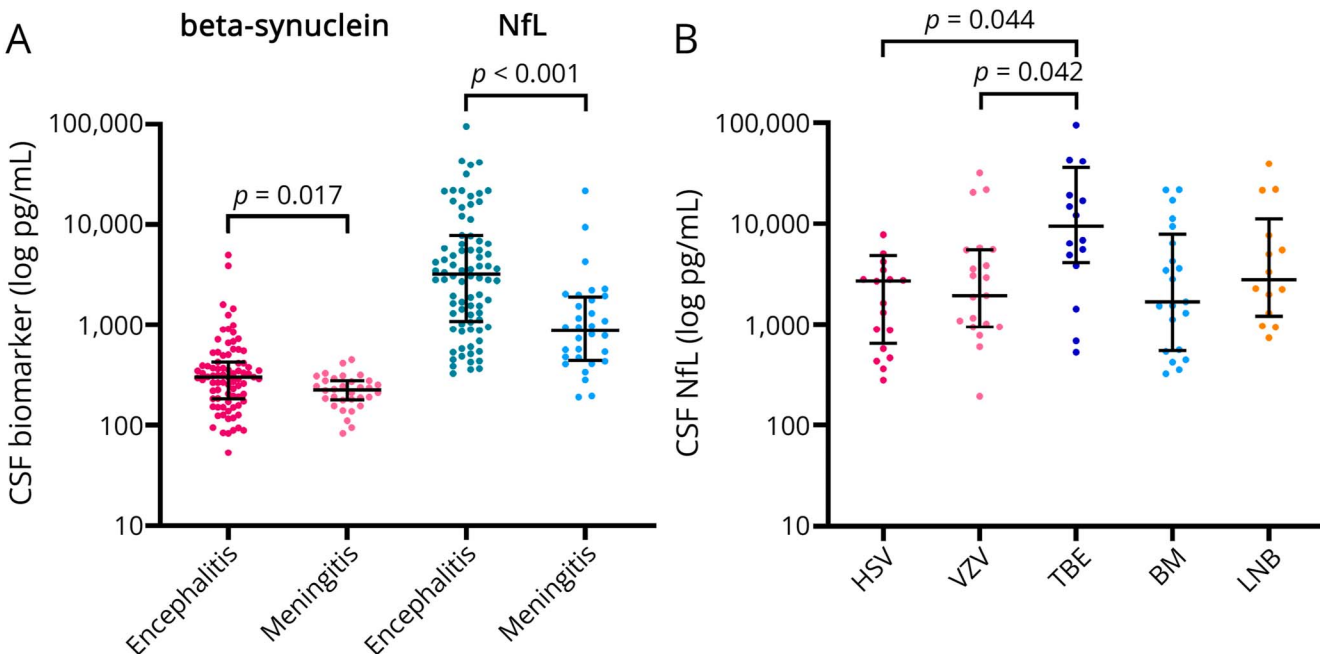 A
beta-synuclein
NfL
p < 0.001
p = 0.017
CSF biomarker (log pg/mL)
100,000
10,000
1,000
100
10
Encephalitis
Meningitis
Encephalitis
Meningitis
B
p = 0.044
p = 0.042
CSF NfL (log pg/mL)
100,000
10,000
1,000
100
10
HSV
VZV
TBE
BM
LNB